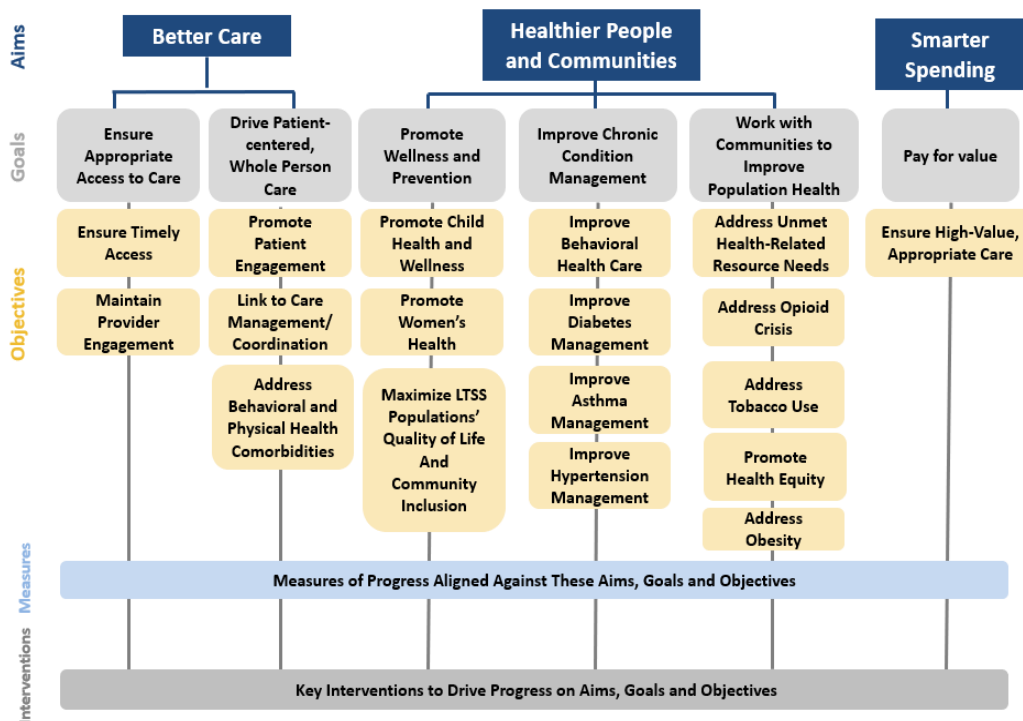 Aims
Better Care
Healthier People
and Communities
Smarter
Spending
Goals
Ensure
Appropriate
Access to Care
Drive Patient-
centered,
Whole Person
Care
Promote
Wellness and
Prevention
Improve Chronic
Condition
Management
Work with
Communities to
Improve
Population Health
Pay for value
Objectives
Ensure Timely
Access
Promote
Patient
Engagement
Promote Child
Health and
Wellness
Improve
Behavioral
Health Care
Address Unmet
Health-Related
Resource Needs
Ensure High-Value,
Appropriate Care
Maintain
Provider
Engagement
Link to Care
Management/
Coordination
Promote
Women's
Health
Improve
Diabetes
Management
Address Opioid
Crisis
Address
Behavioral and
Physical Health
Comorbidities
Maximize LTSS
Populations'
Quality of Life
And
Community
Inclusion
Improve
Asthma
Management
Address
Tobacco Use
Improve
Hypertension
Management
Promote
Health Equity
Address
Obesity
Measures
Measures of Progress Aligned Against These Aims, Goals and Objectives
Interventions
Key Interventions to Drive Progress on Aims, Goals and Objectives